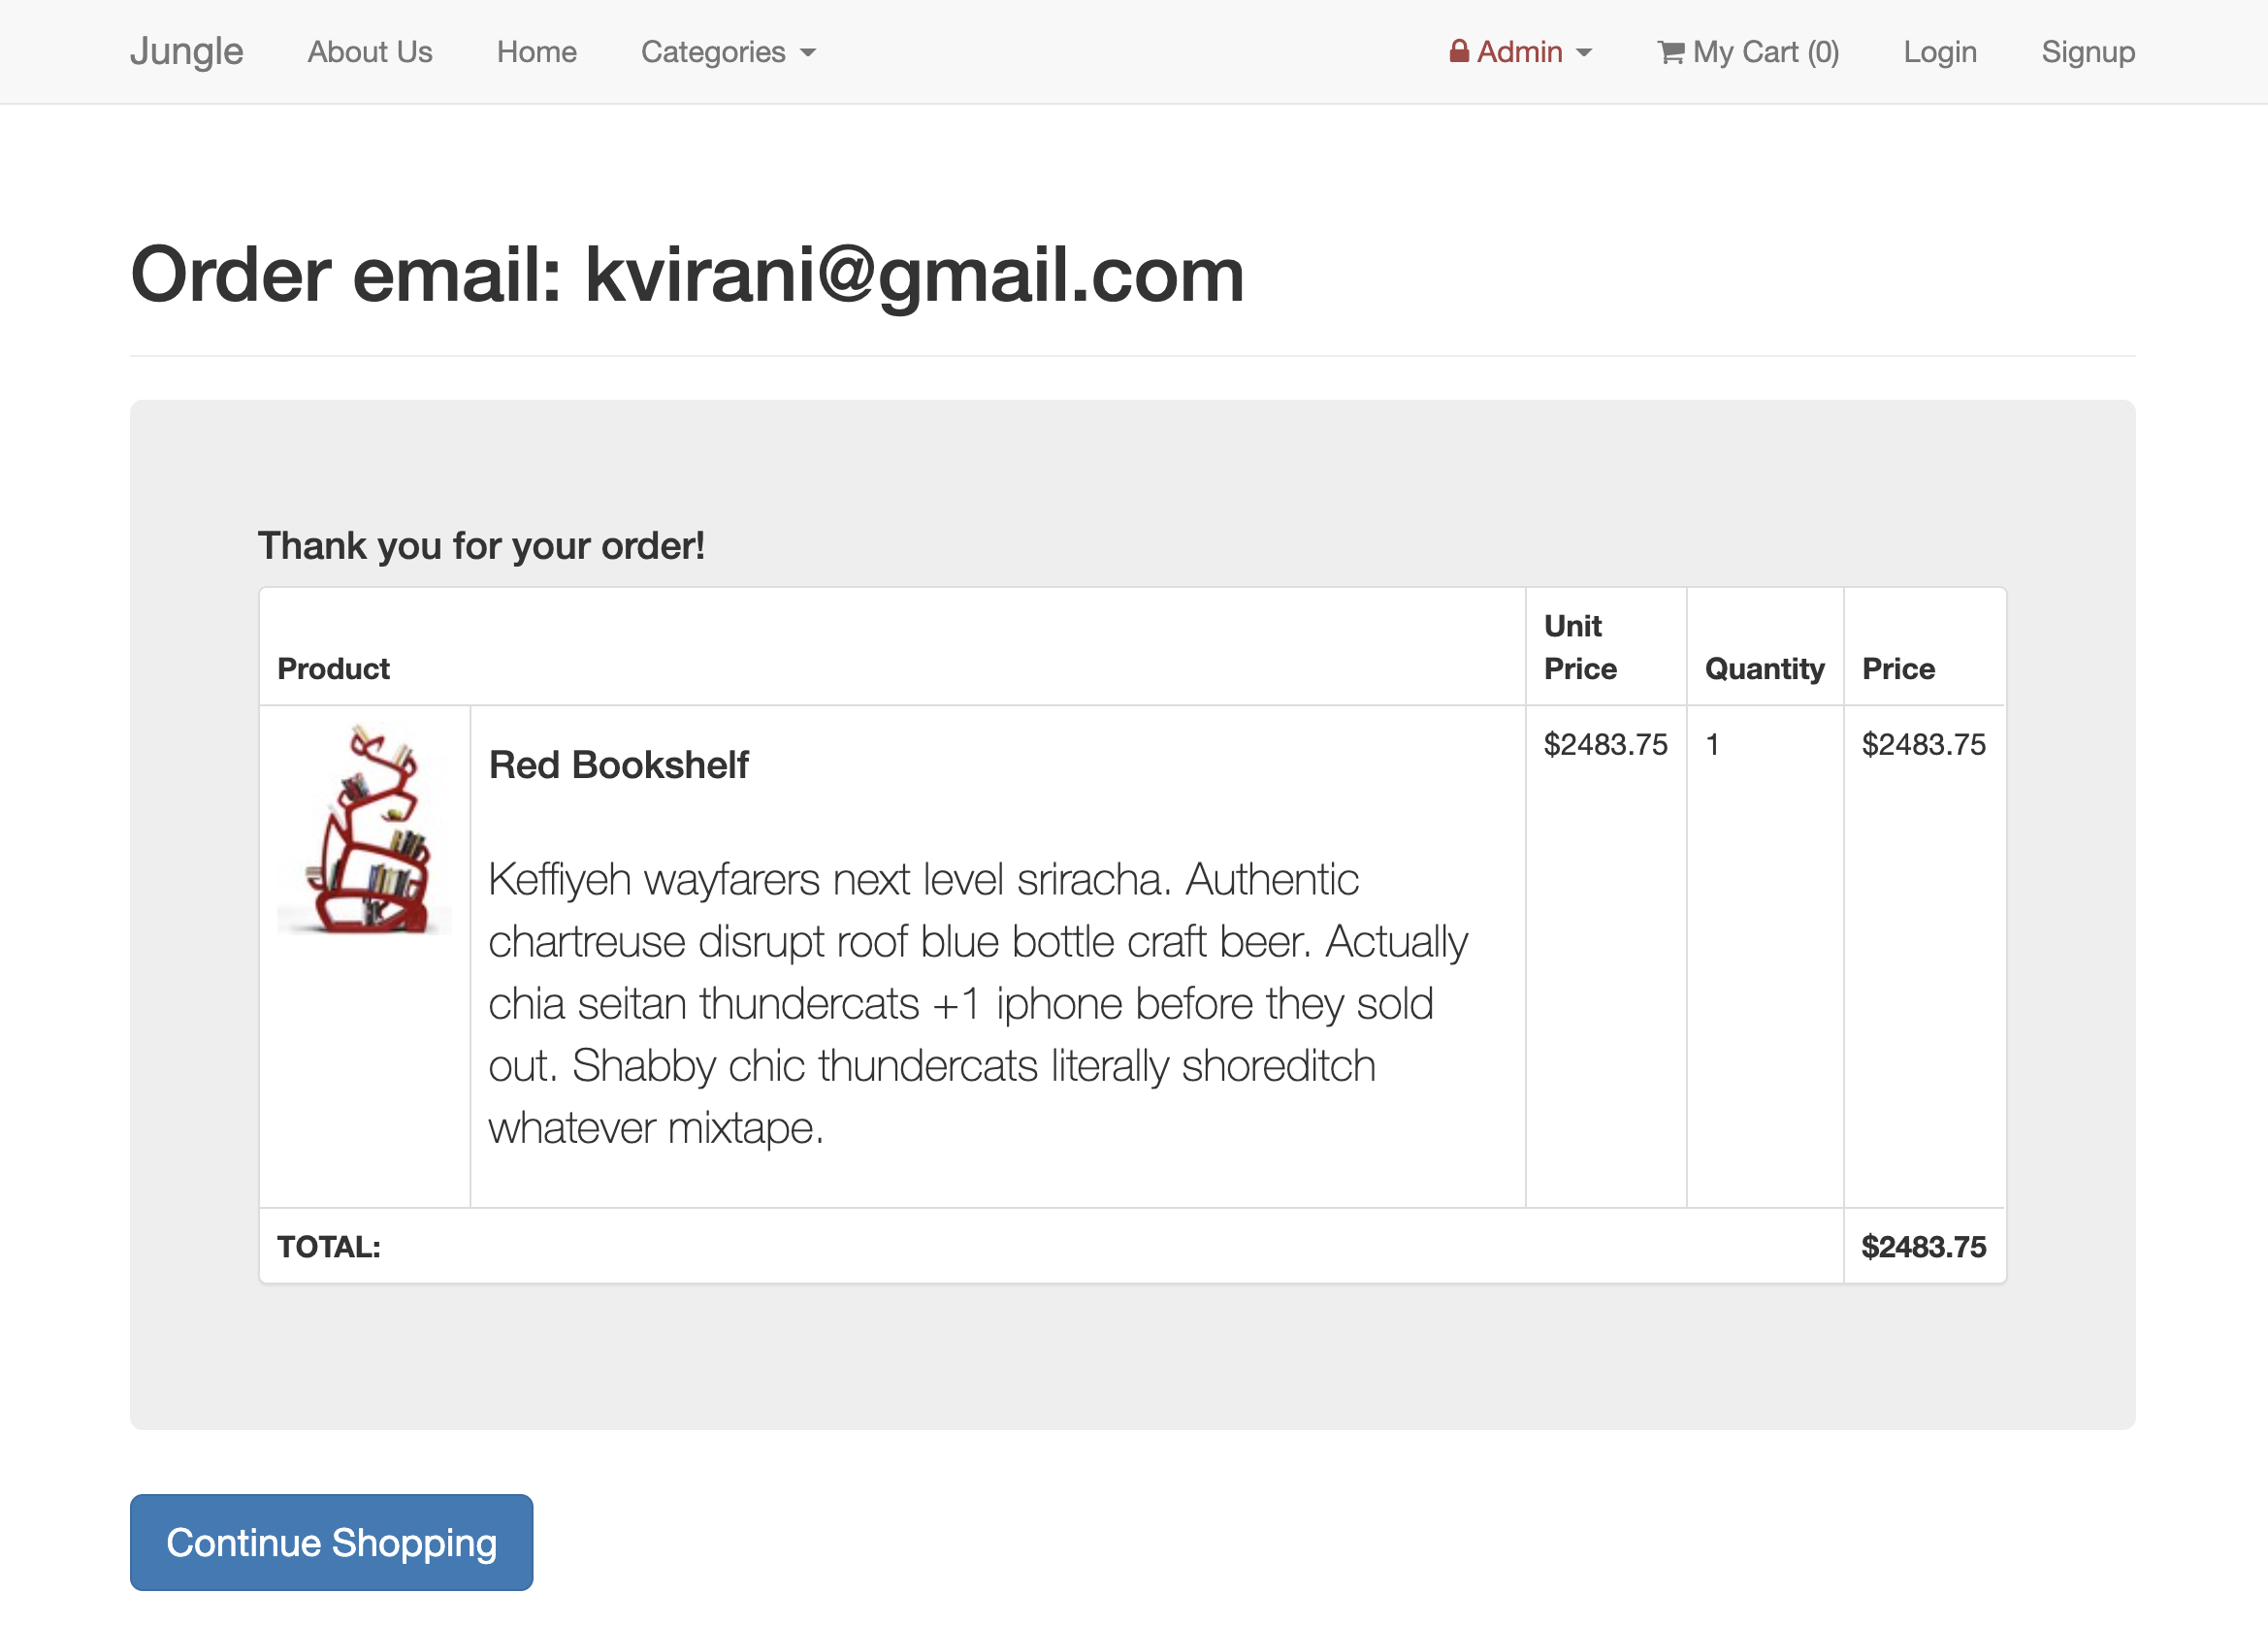 Jungle About Us Home Categories Admin My Cart (0) Login Signup
Order email: kvirani@gmail.com
Thank you for your order!
Product Unit Price Quantity Price
Red Bookshelf $2483.75 1 $2483.75
Keffiyeh wayfarers next level sriracha. Authentic
chartreuse disrupt roof blue bottle craft beer. Actually
chia seitan thundercats +1 iphone before they sold
out. Shabby chic thundercats literally shoreditch
whatever mixtape.
TOTAL: $2483.75
Continue Shopping